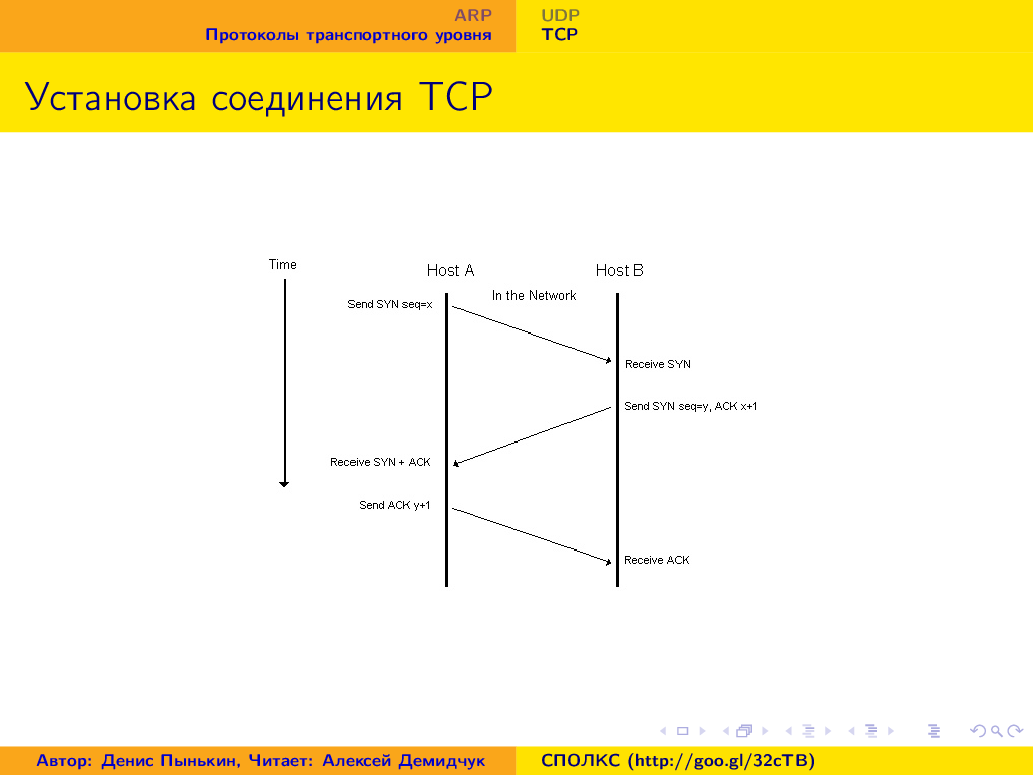 ARP
Протоколы транспортного уровня
UDP
TCP
Установка соединения TCP
Time
Host A
Host B
In the Network
Send SYN seq=x
Receive SYN
Send SYN seq=y, ACK x+1
Receive SYN + ACK
Send ACK y+1
Receive ACK
Автор: Денис Пынькин, Читает: Алексей Демидчук
СПОЛКС (http://goo.gl/32cTB)